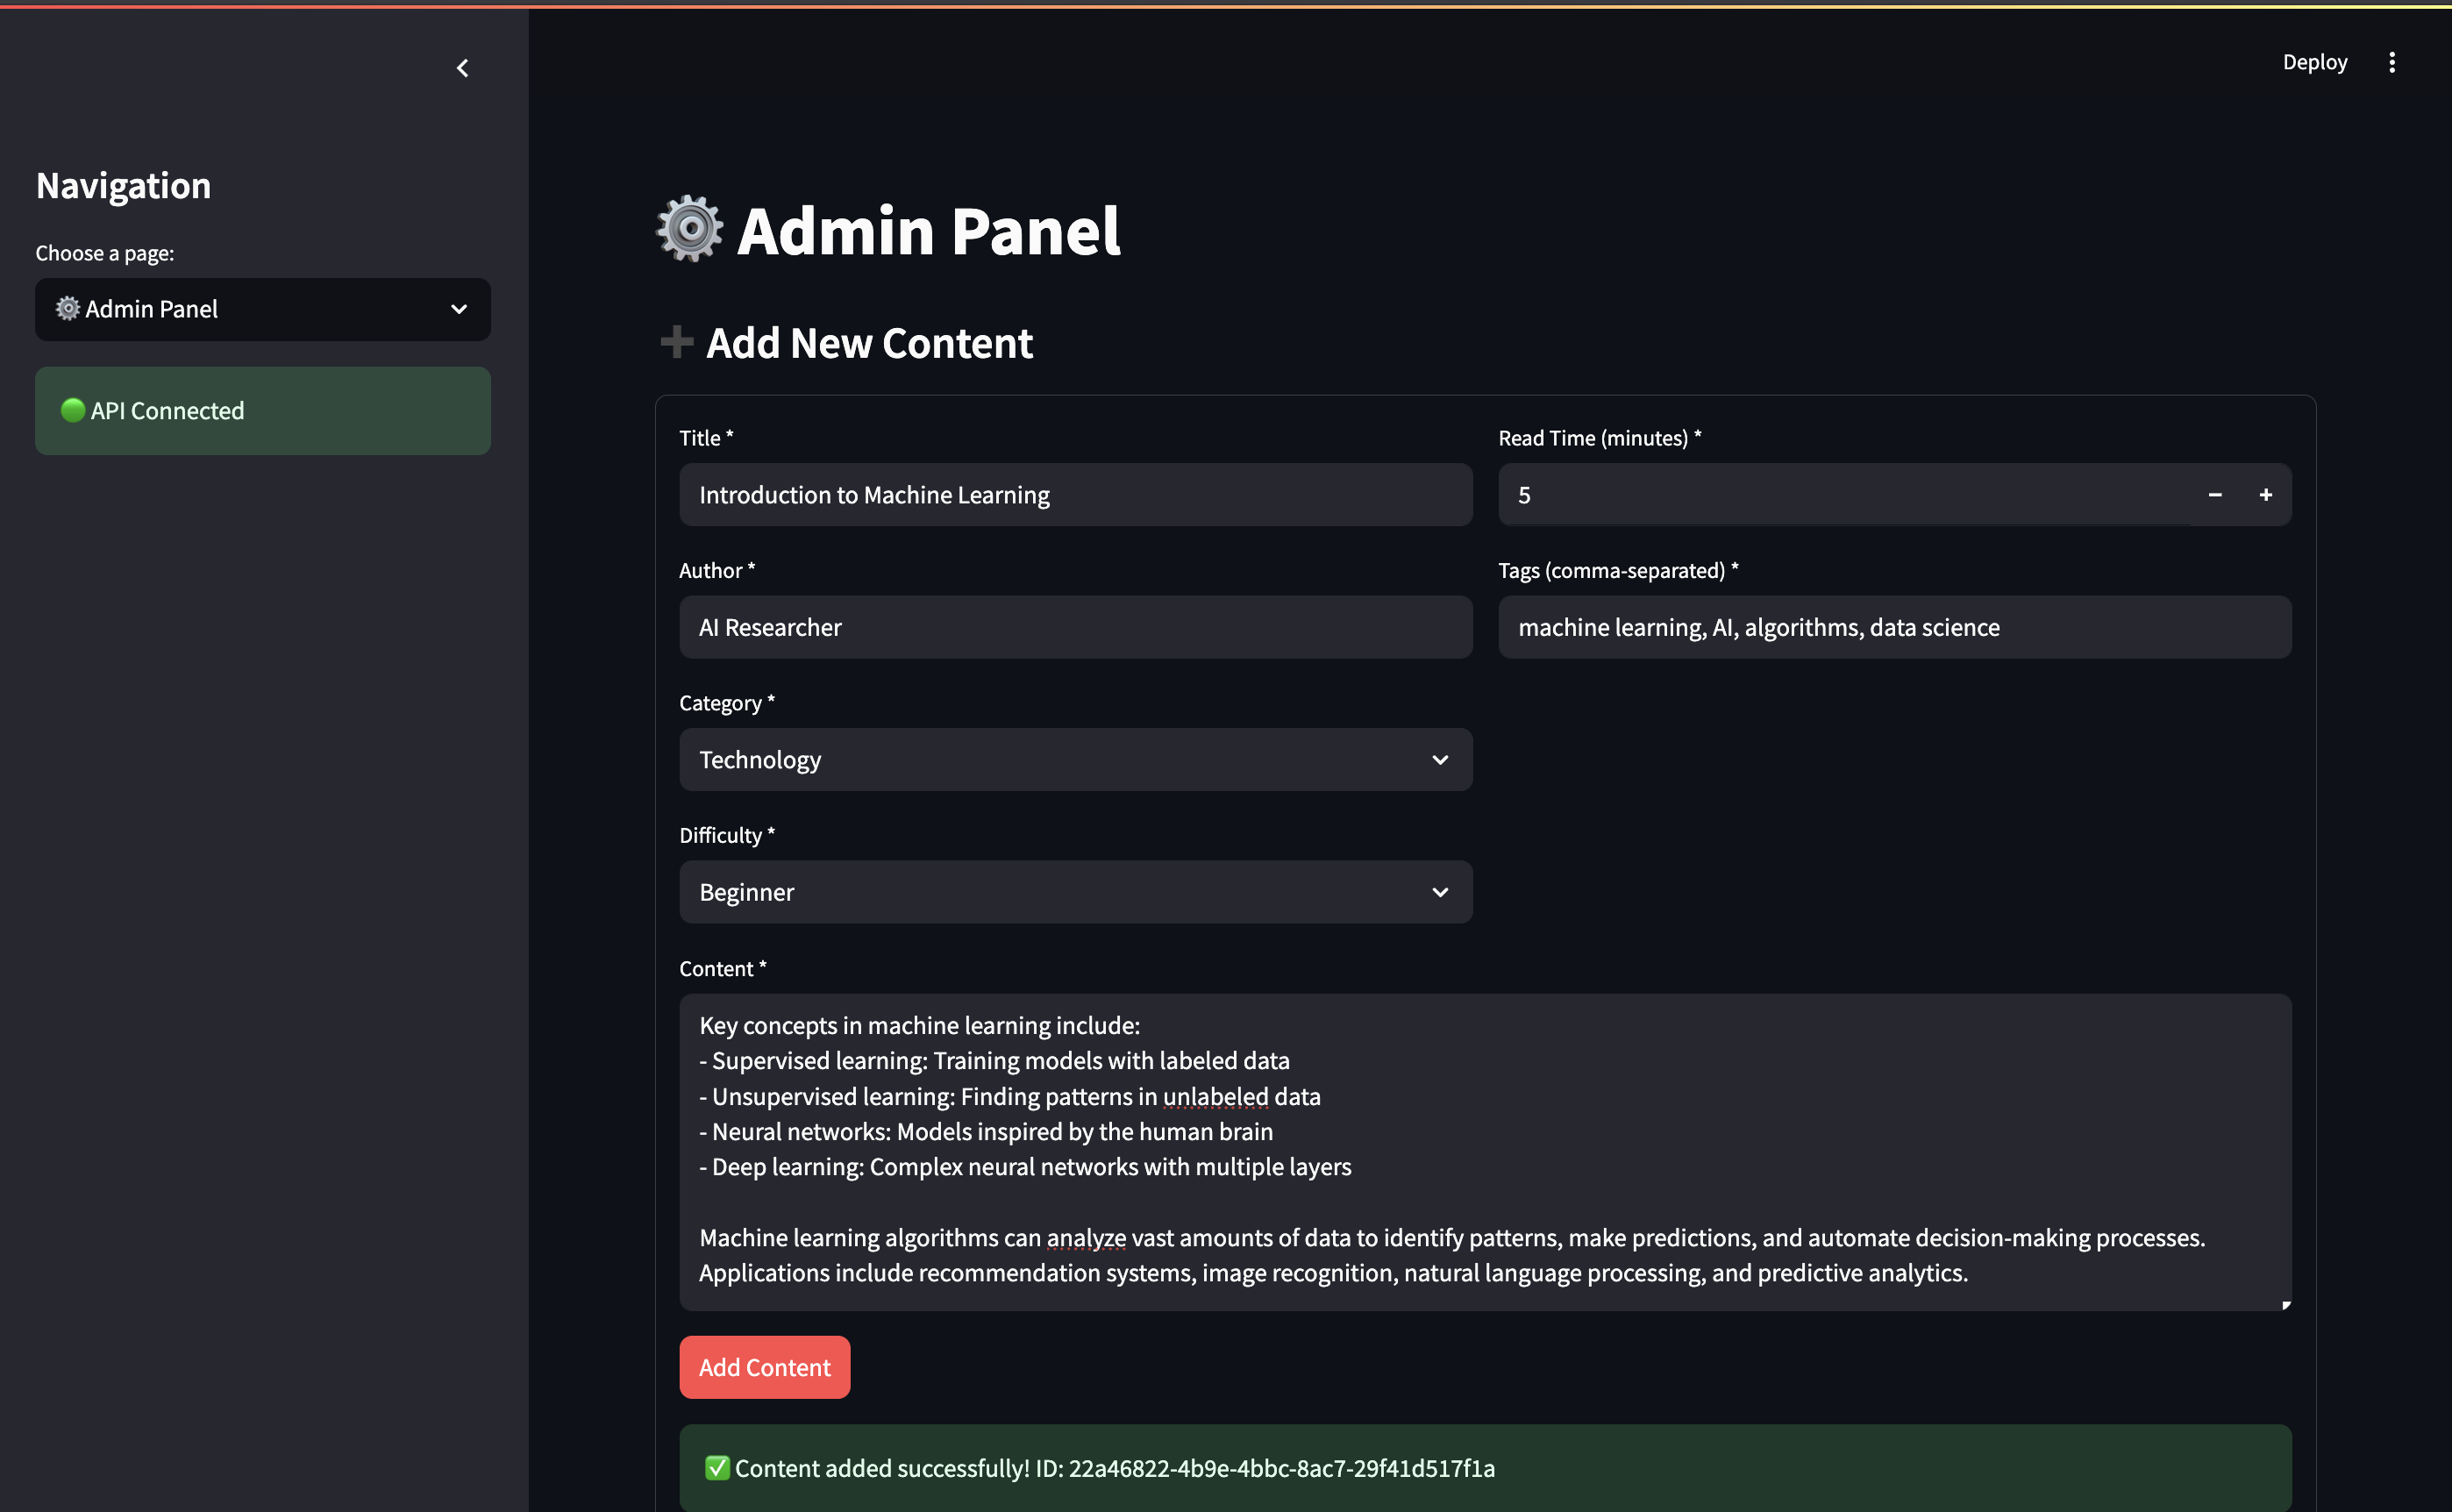 Deploy
Navigation
Choose a page:
⚙️ Admin Panel
🟢 API Connected
⚙️ Admin Panel
➕ Add New Content
Title *
Introduction to Machine Learning
Read Time (minutes) *
5
Author *
AI Researcher
Tags (comma-separated) *
machine learning, AI, algorithms, data science
Category *
Technology
Difficulty *
Beginner
Content *
Key concepts in machine learning include:
- Supervised learning: Training models with labeled data
- Unsupervised learning: Finding patterns in unlabeled data
- Neural networks: Models inspired by the human brain
- Deep learning: Complex neural networks with multiple layers
Machine learning algorithms can analyze vast amounts of data to identify patterns, make predictions, and automate decision-making processes.
Applications include recommendation systems, image recognition, natural language processing, and predictive analytics.
Add Content
✅ Content added successfully! ID: 22a46822-4b9e-4bbc-8ac7-29f41d517f1a